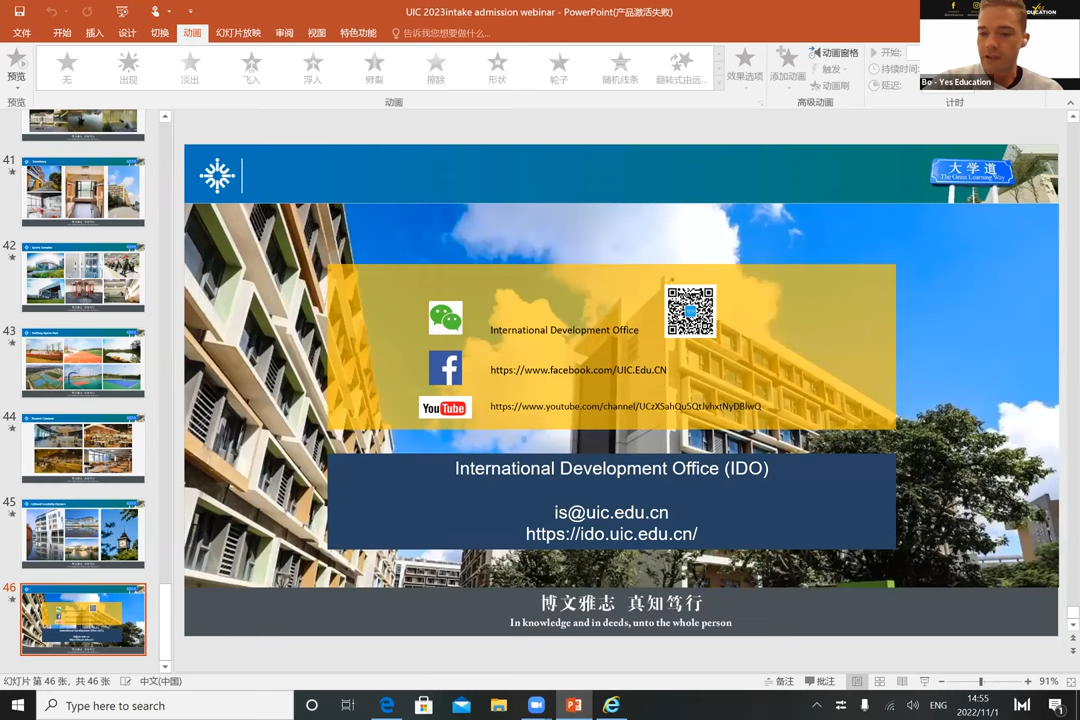 UIC 2023intake admission webinar - PowerPoint(产品激活失败)
文件 开始 插入 设计 切换 动画 幻灯片放映 审阅 视图 特色功能 告诉我您想要做什么...
预览 无 出现 淡出 飞入 浮入 劈裂 擦除 形状 轮子 随机线条 翻转式由远... 效果选项 添加动画
动画窗格
触发
动画刷
开始:
持续时间:
延迟:
预览 动画 高级动画 计时
YES EDUCATION
Bo - Yes Education
41
42
43
44
45
46
大学道
The Great Learning Way
International Development Office
https://www.facebook.com/UIC.Edu.CN
You Tube
https://www.youtube.com/channel/UCzXSahQu5QtJvhxtNyDBlwQ
International Development Office (IDO)
is@uic.edu.cn
https://ido.uic.edu.cn/
博文雅志 真知笃行
In knowledge and in deeds, unto the whole person
幻灯片 第 46 张，共 46 张 中文(中国) 备注 批注 91%
Type here to search
ENG
14:55
2022/11/1
1